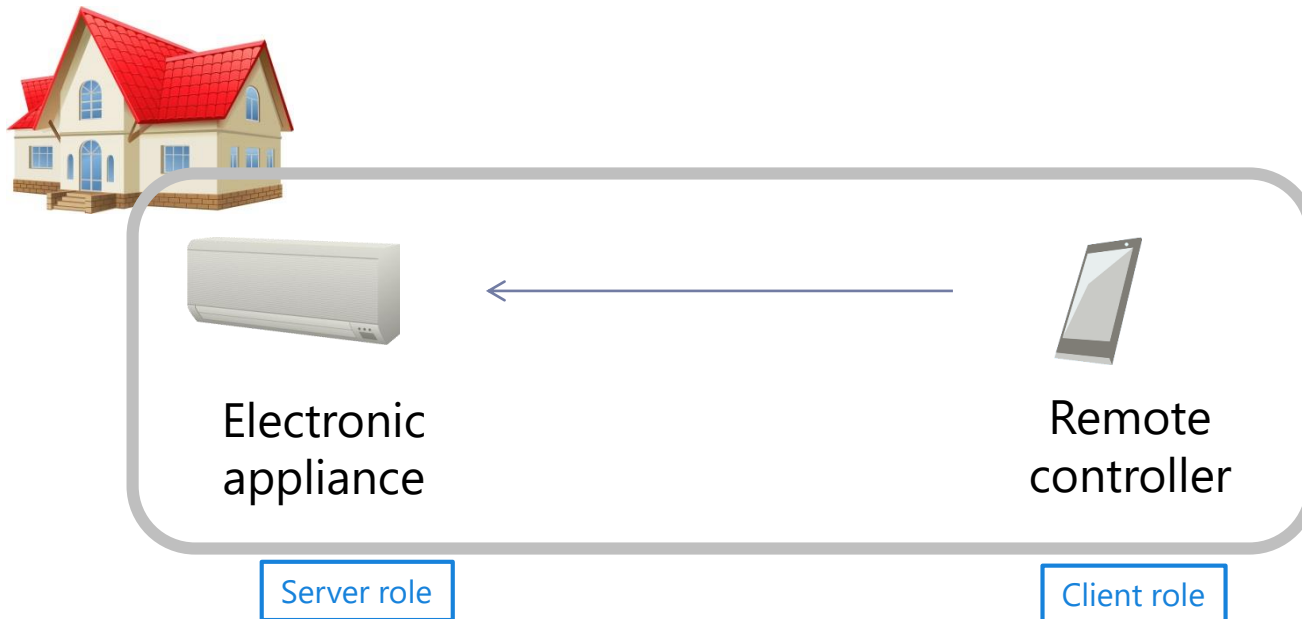 Electronic
appliance
Remote
controller
Server role
Client role